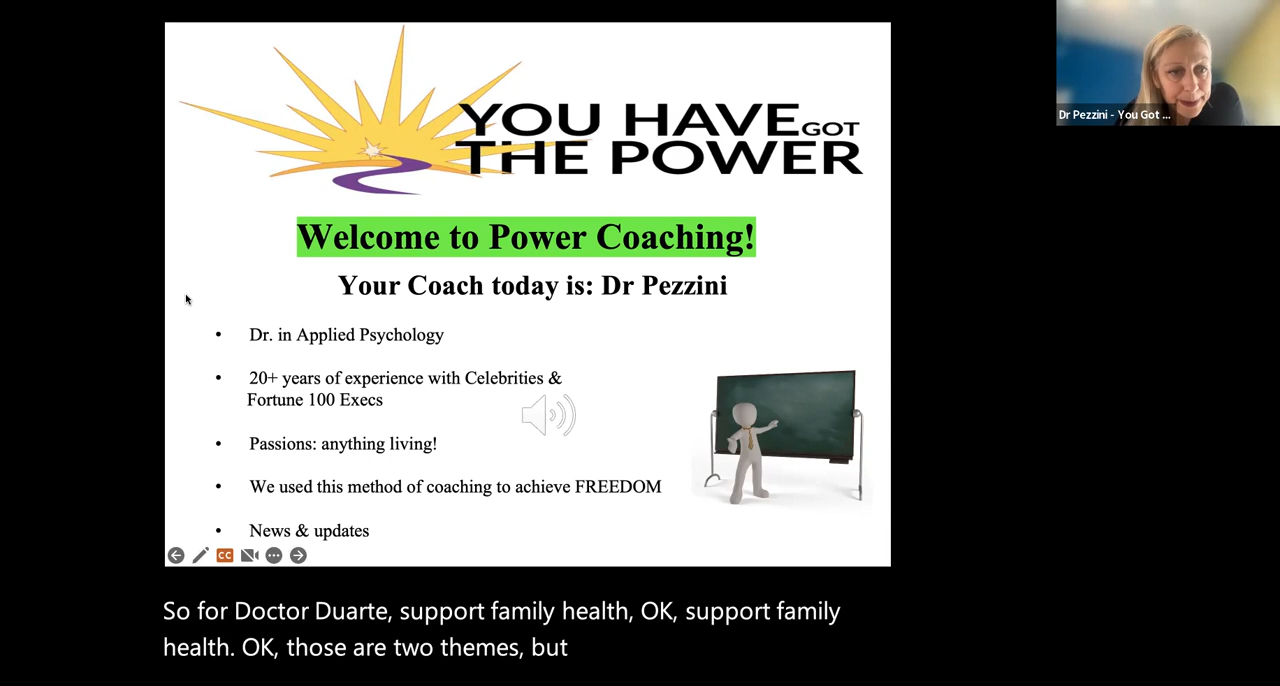 YOU HAVE GOT
THE POWER
Dr Pezzini - You Got ...
Welcome to Power Coaching!
Your Coach today is: Dr Pezzini
• Dr. in Applied Psychology
• 20+ years of experience with Celebrities &
Fortune 100 Execs
• Passions: anything living!
• We used this method of coaching to achieve FREEDOM
• News & updates
CC
So for Doctor Duarte, support family health, OK, support family
health. OK, those are two themes, but